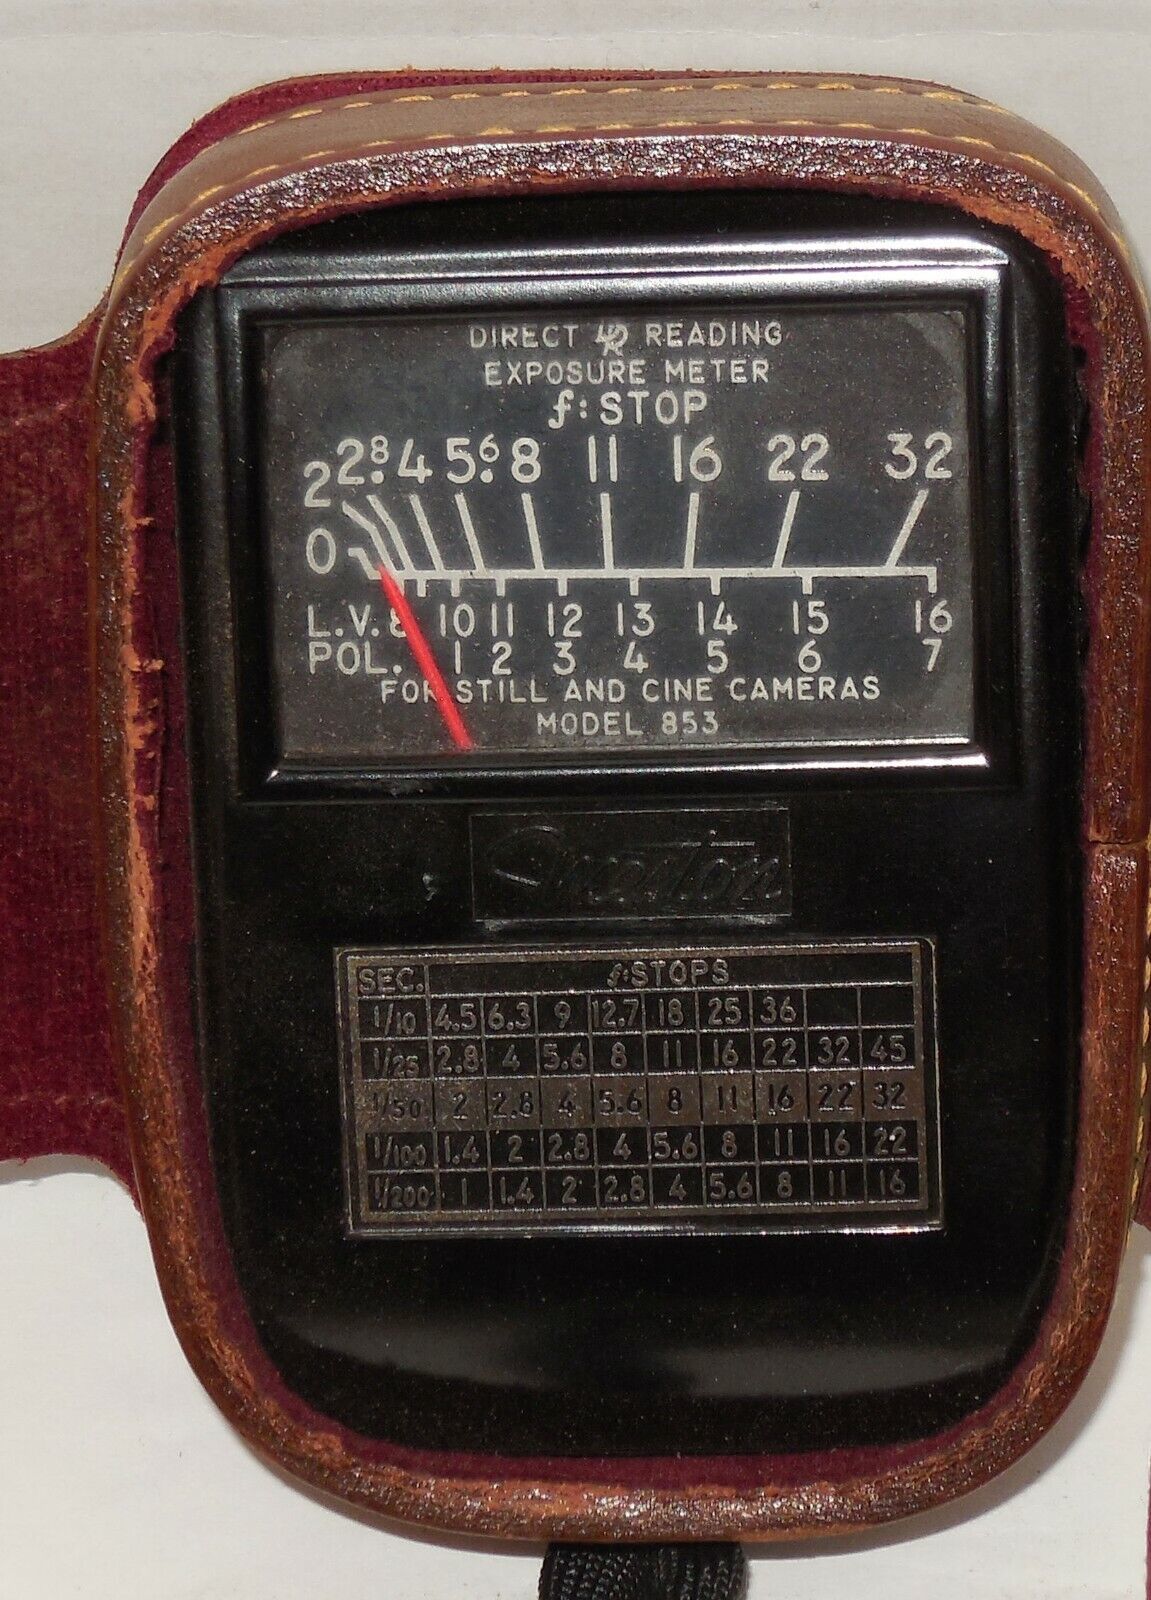 DIRECT DR READING
EXPOSURE METER
f:STOP
2 2.8 4 5.6 8 11 16 22 32
0
L.V. 8 10 11 12 13 14 15 16
POL. 1 2 3 4 5 6 7
FOR STILL AND CINE CAMERAS
MODEL 853
SEC. f:STOPS
1/10 4.5 6.3 9 12.7 18 25 36
1/25 2.8 4 5.6 8 11 16 22 32 45
1/50 2 2.8 4 5.6 8 11 16 22 32
1/100 1.4 2 2.8 4 5.6 8 11 16 22
1/200 1 1.4 2 2.8 4 5.6 8 11 16